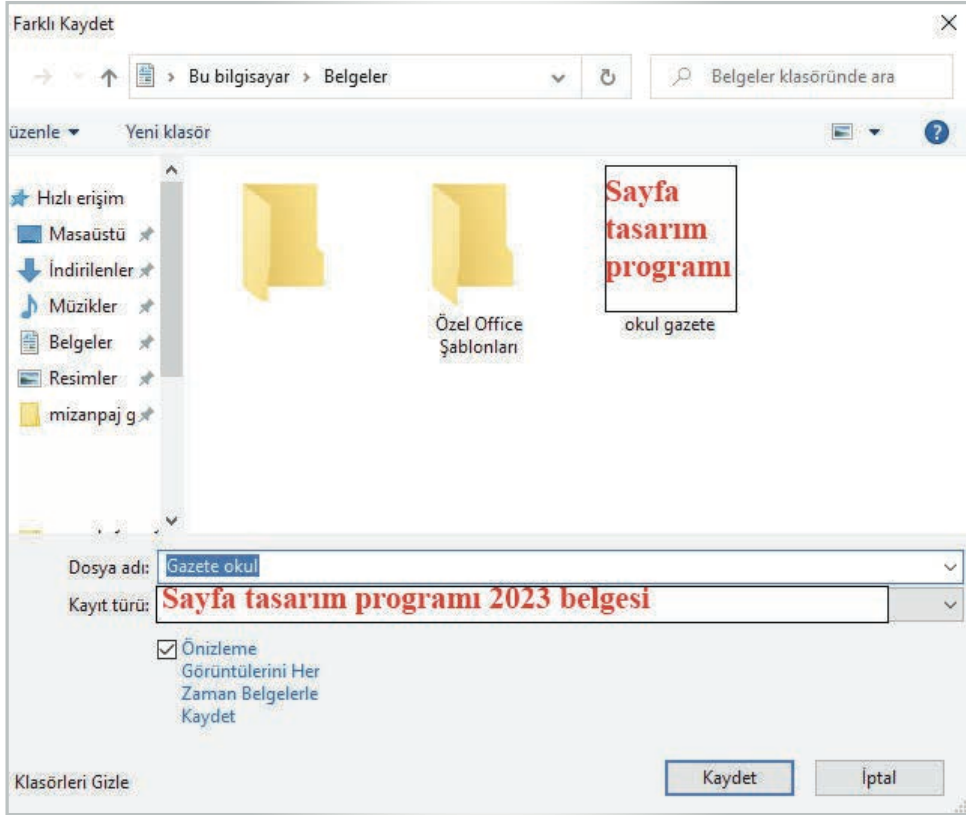 Farklı Kaydet
Bu bilgisayar › Belgeler
Belgeler klasöründe ara
üzenle
Yeni klasör
Hızlı erişim
Masaüstü
İndirilenler
Müzikler
Belgeler
Resimler
mizanpaj g
Özel Office
Şablonları
Sayfa
tasarım
programı
okul gazete
Dosya adı: Gazete okul
Kayıt türü: Sayfa tasarım programı 2023 belgesi
Önizleme
Görüntülerini Her
Zaman Belgelerle
Kaydet
Klasörleri Gizle
Kaydet
İptal